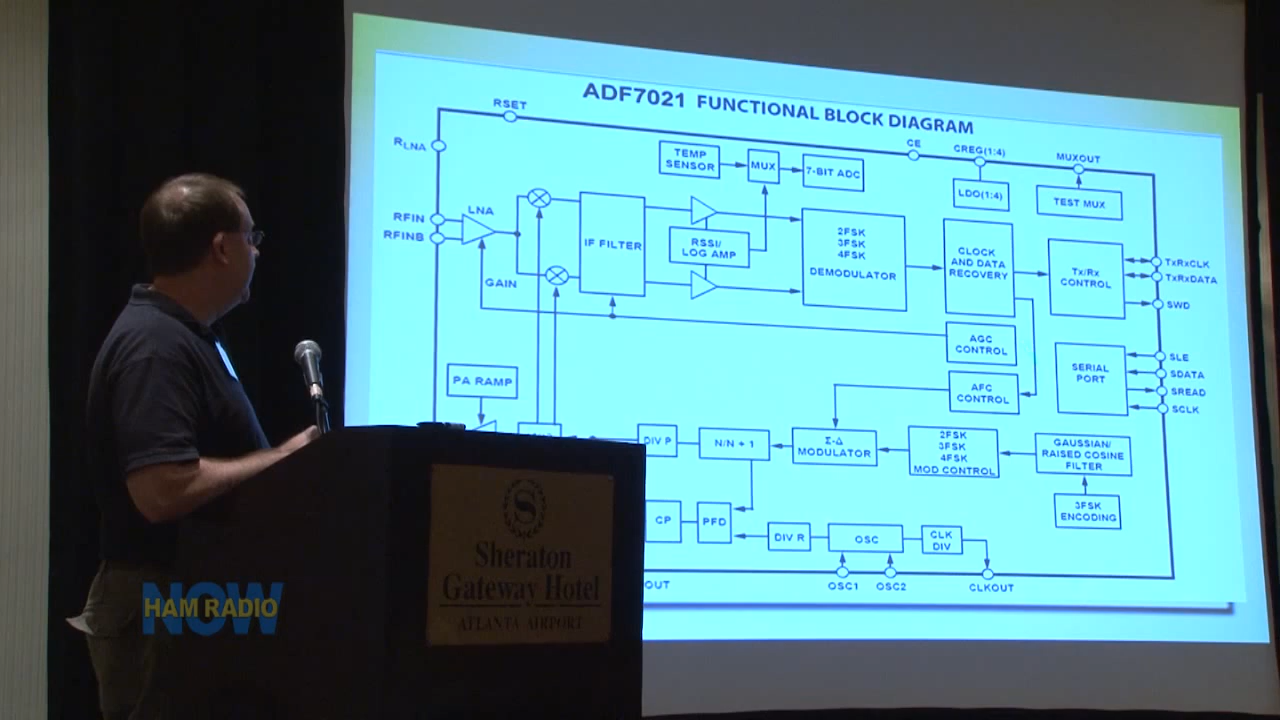 ADF7021 FUNCTIONAL BLOCK DIAGRAM
RSET
CE
CREG(1:4)
MUXOUT
RLNA
TEMP
SENSOR
MUX
7-BIT ADC
LDO(1:4)
TEST MUX
LNA
RFIN
RFINB
GAIN
IF FILTER
RSSI/
LOG AMP
2FSK
3FSK
4FSK
DEMODULATOR
CLOCK
AND DATA
RECOVERY
Tx/Rx
CONTROL
TxRxCLK
TxRxDATA
SWD
AGC
CONTROL
AFC
CONTROL
SERIAL
PORT
SLE
SDATA
SREAD
SCLK
PA RAMP
DIV P
N/N + 1
Σ-Δ
MODULATOR
2FSK
3FSK
4FSK
MOD CONTROL
GAUSSIAN/
RAISED COSINE
FILTER
3FSK
ENCODING
CP
PFD
DIV R
OSC
CLK
DIV
OUT
OSC1
OSC2
CLKOUT
S
Sheraton
Gateway Hotel
ATLANTA AIRPORT
HAM RADIO
NOW